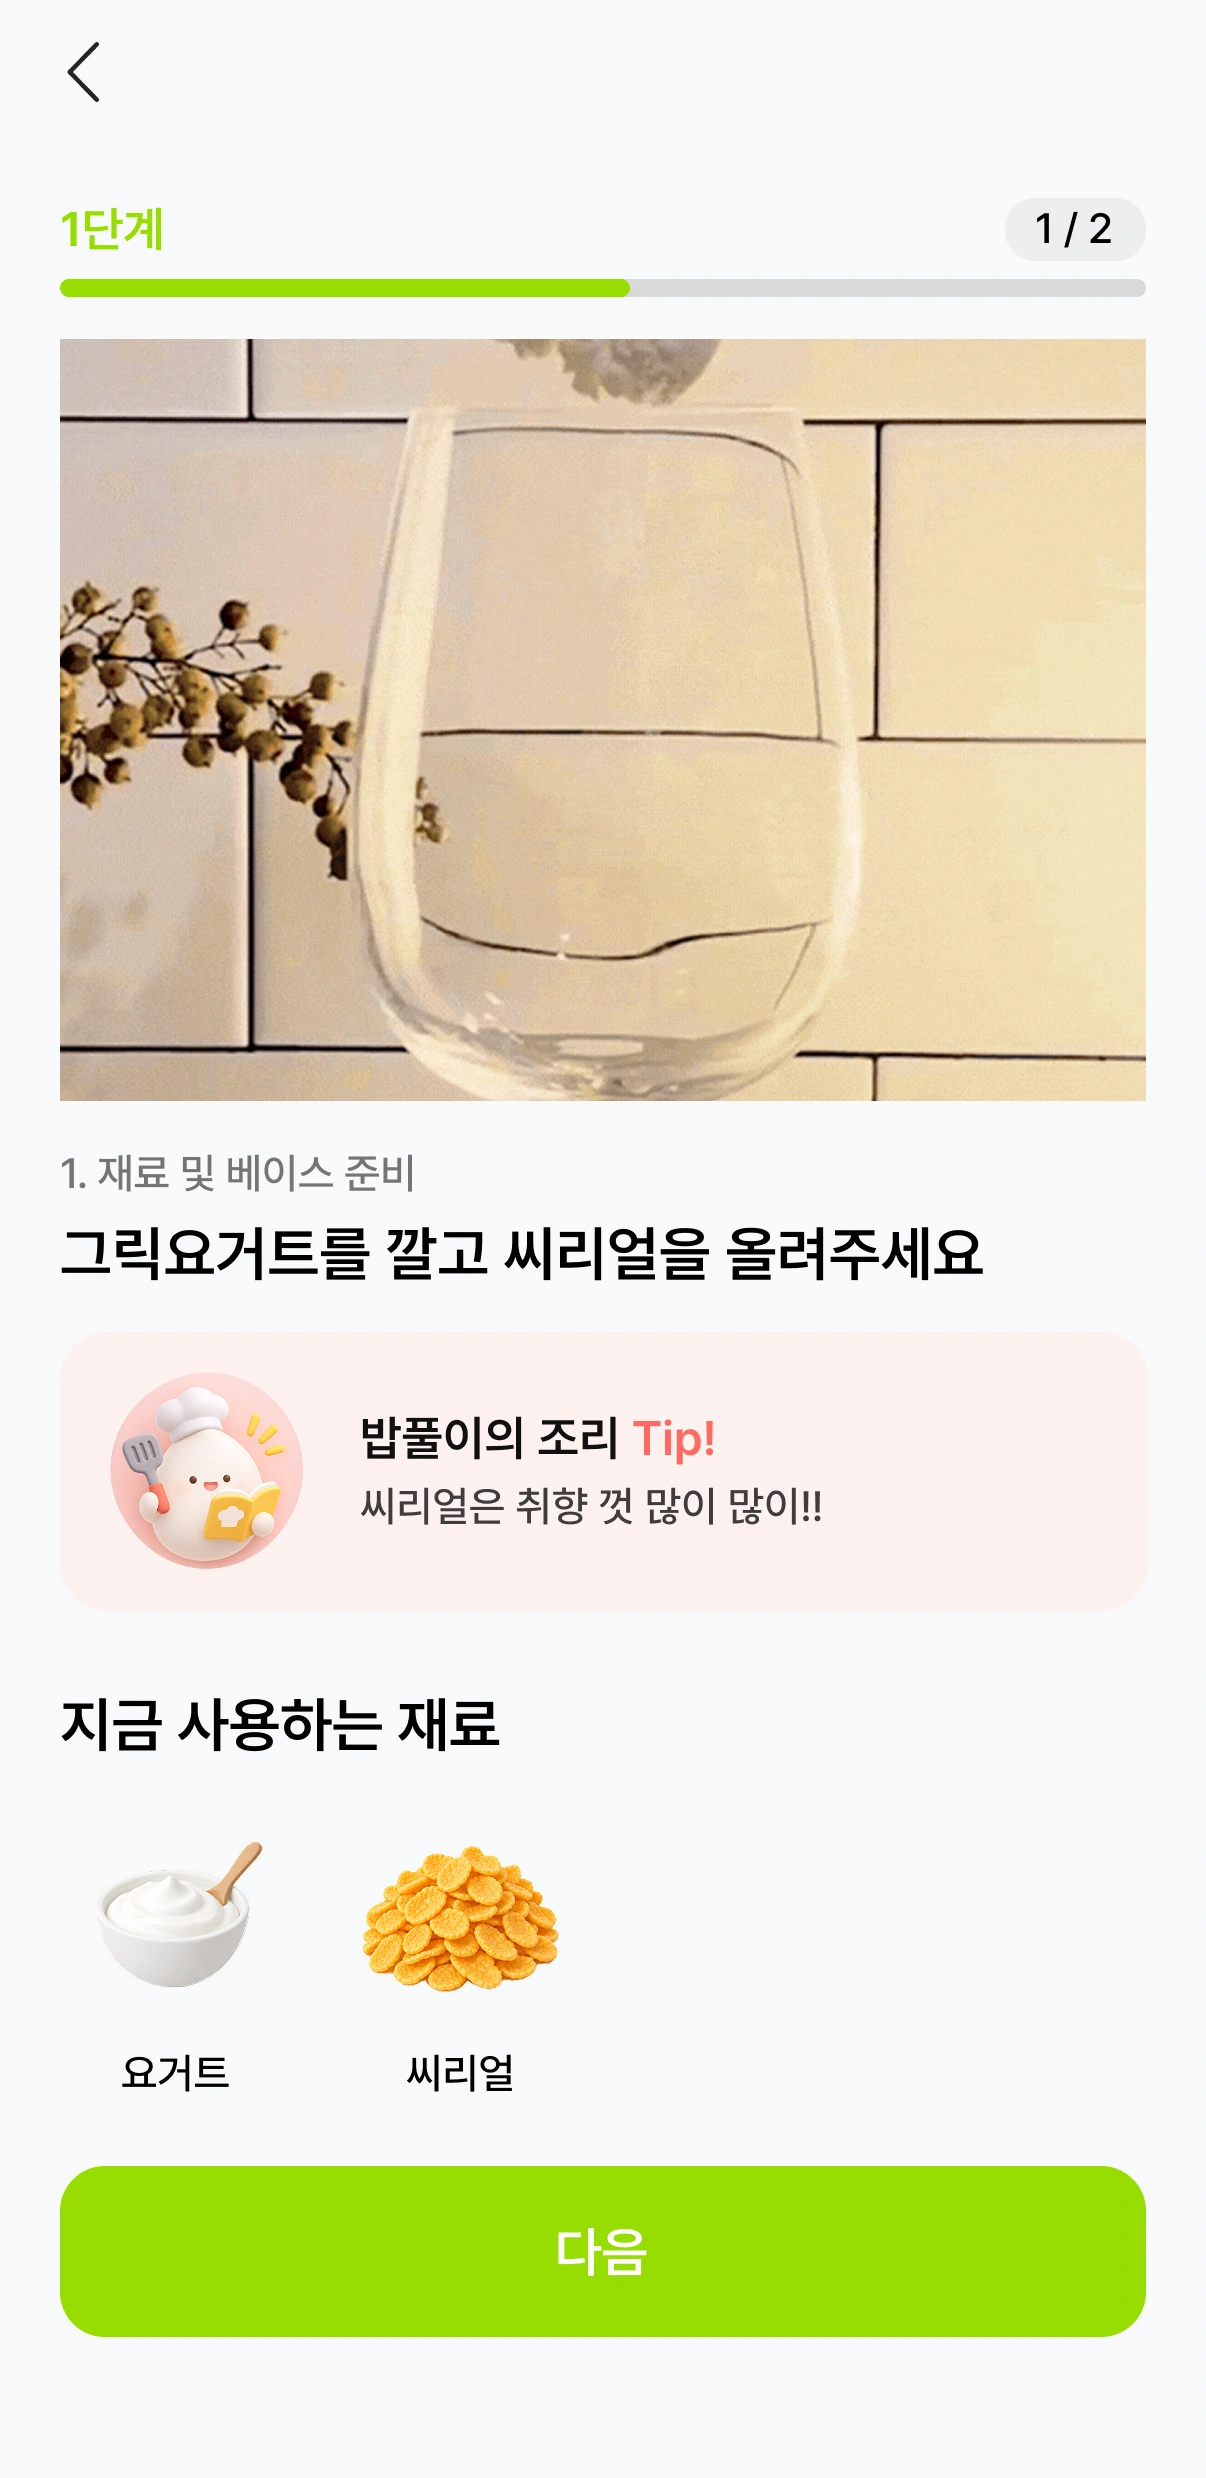 1단계
1 / 2
1. 재료 및 베이스 준비
그릭요거트를 깔고 씨리얼을 올려주세요
밥풀이의 조리 Tip!
씨리얼은 취향 껏 많이 많이!!
지금 사용하는 재료
요거트 씨리얼
다음